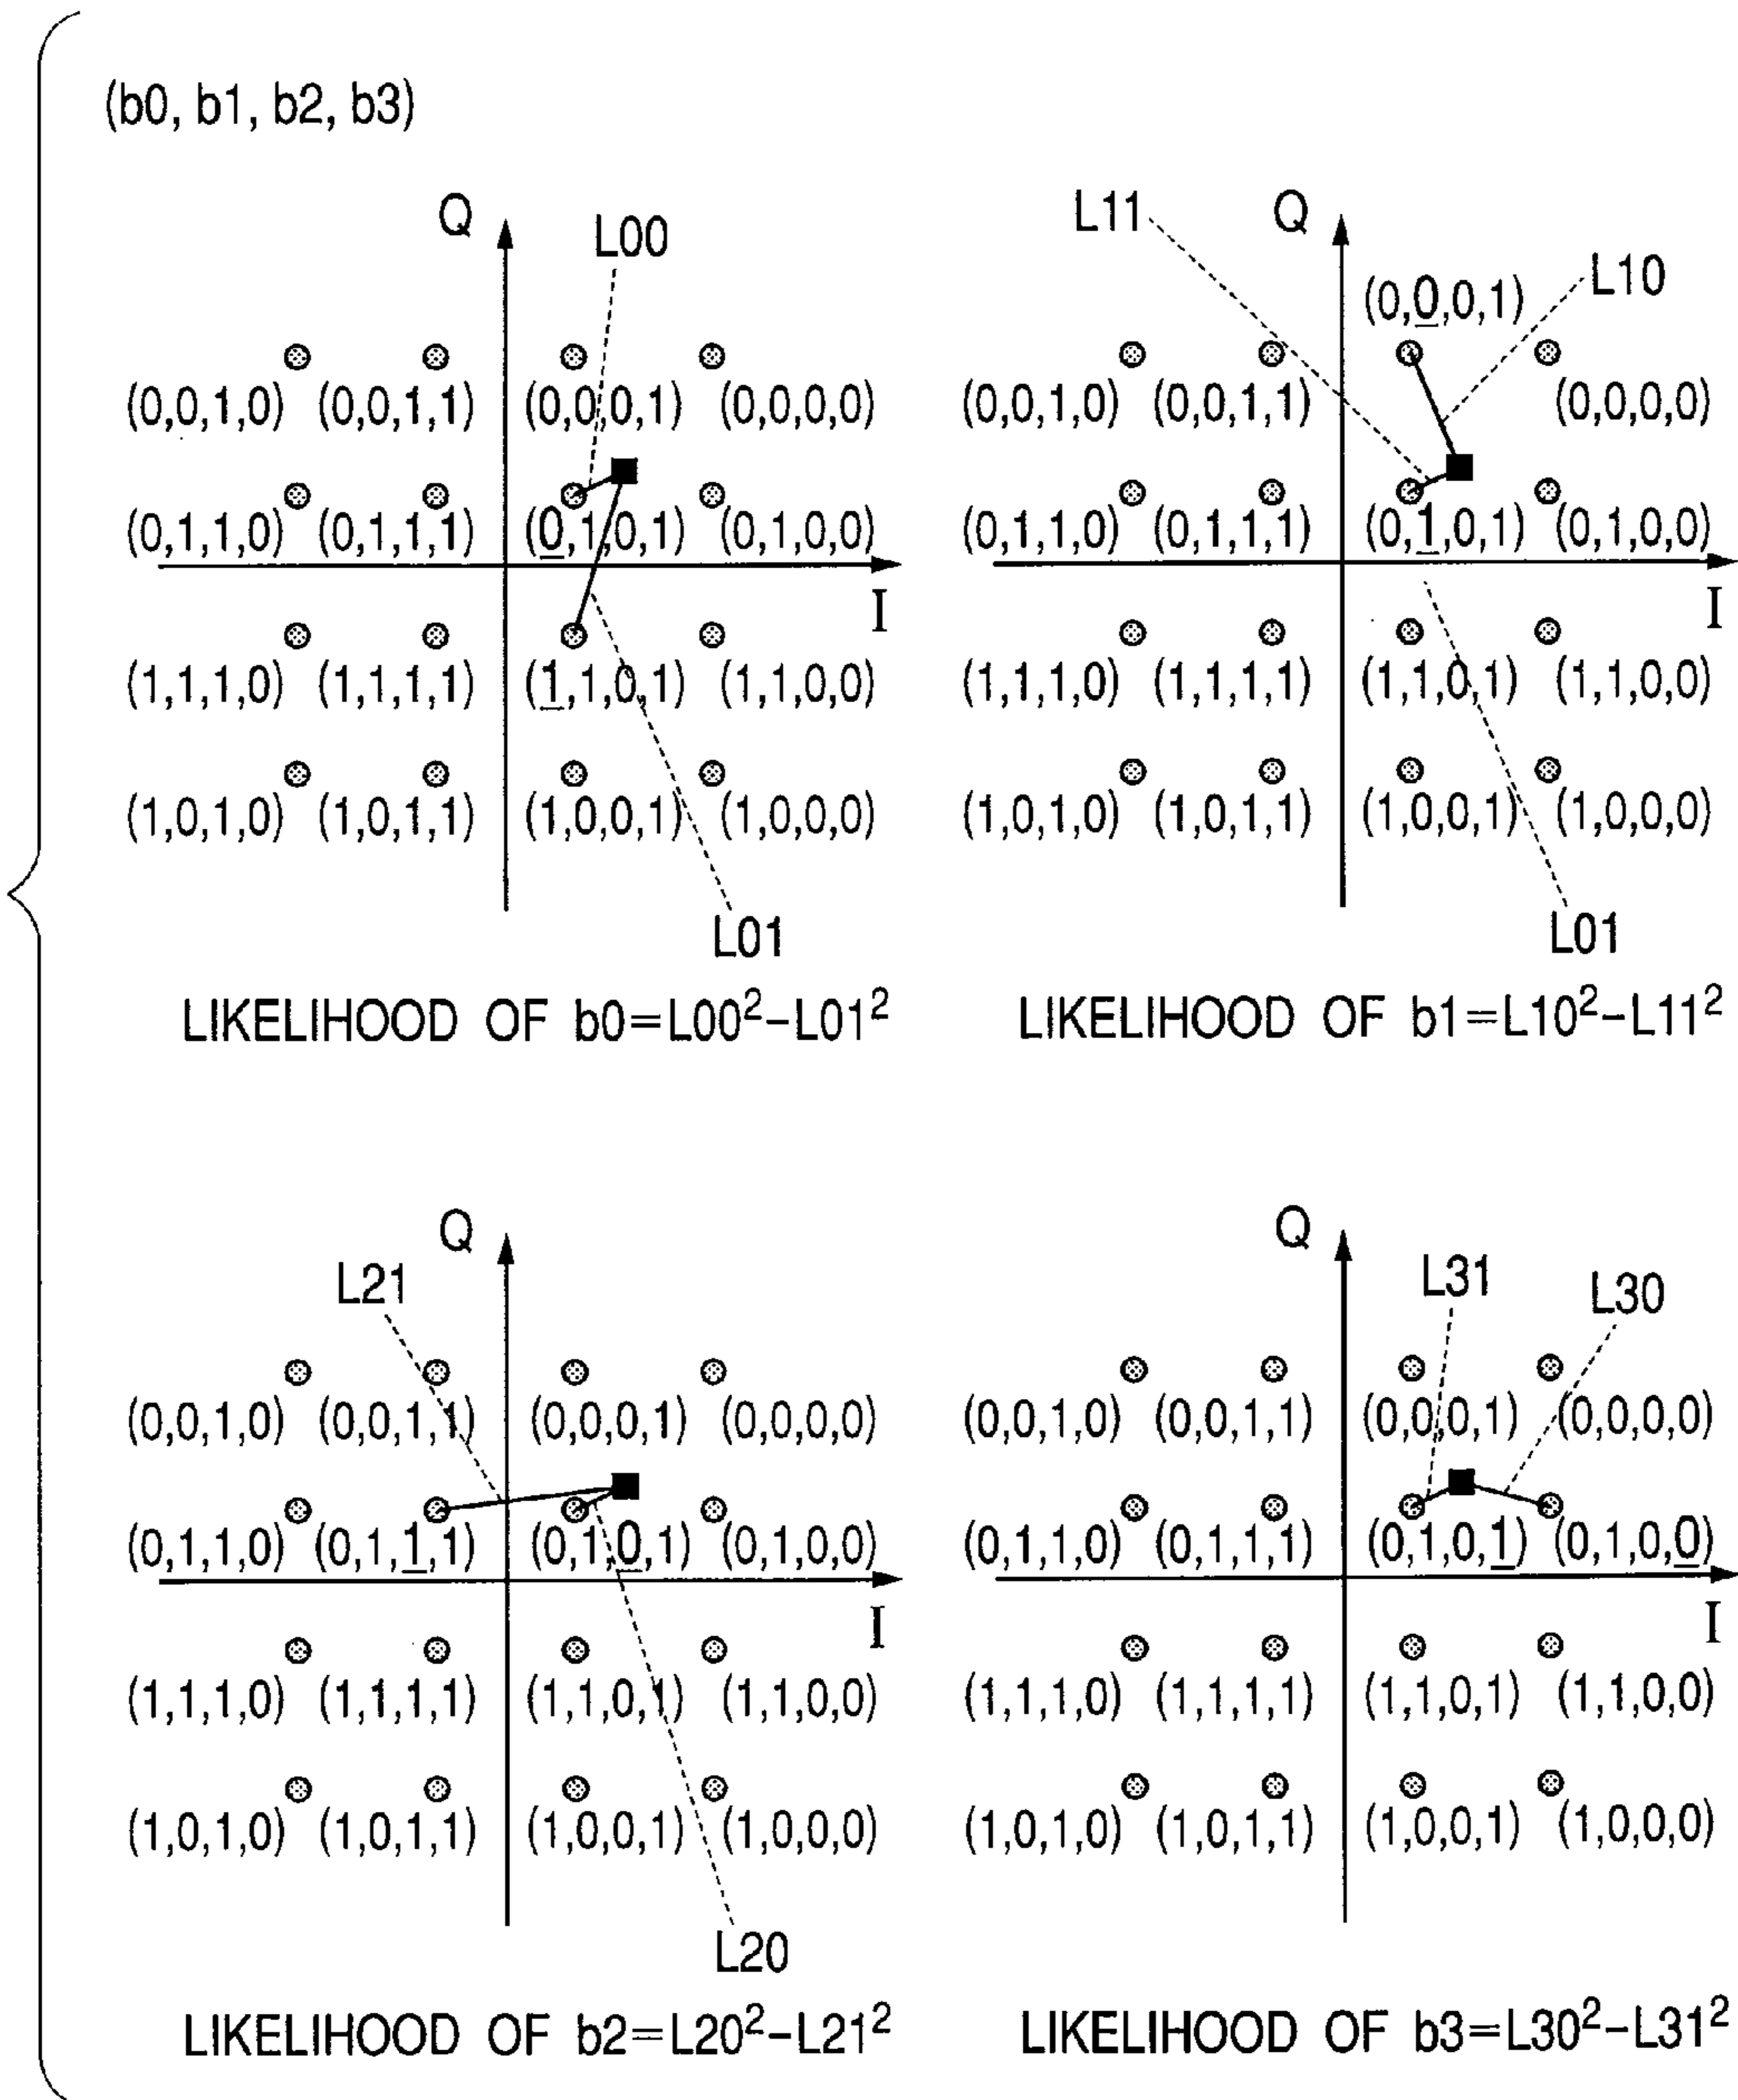 (b0, b1, b2, b3)
Q
L00
(0,0,1,0) (0,0,1,1) (0,0,0,1) (0,0,0,0)
(0,1,1,0) (0,1,1,1) (0,1,0,1) (0,1,0,0)
I
(1,1,1,0) (1,1,1,1) (1,1,0,1) (1,1,0,0)
(1,0,1,0) (1,0,1,1) (1,0,0,1) (1,0,0,0)
L01
LIKELIHOOD OF b0=L00²-L01²
L11
Q
L10
(0,0,0,1)
(0,0,1,0) (0,0,1,1) (0,0,0,0)
(0,1,1,0) (0,1,1,1) (0,1,0,1) (0,1,0,0)
I
(1,1,1,0) (1,1,1,1) (1,1,0,1) (1,1,0,0)
(1,0,1,0) (1,0,1,1) (1,0,0,1) (1,0,0,0)
L01
LIKELIHOOD OF b1=L10²-L11²
Q
L21
(0,0,1,0) (0,0,1,1) (0,0,0,1) (0,0,0,0)
(0,1,1,0) (0,1,1,1) (0,1,0,1) (0,1,0,0)
I
(1,1,1,0) (1,1,1,1) (1,1,0,1) (1,1,0,0)
(1,0,1,0) (1,0,1,1) (1,0,0,1) (1,0,0,0)
L20
LIKELIHOOD OF b2=L20²-L21²
Q
L31
L30
(0,0,1,0) (0,0,1,1) (0,0,0,1) (0,0,0,0)
(0,1,1,0) (0,1,1,1) (0,1,0,1) (0,1,0,0)
I
(1,1,1,0) (1,1,1,1) (1,1,0,1) (1,1,0,0)
(1,0,1,0) (1,0,1,1) (1,0,0,1) (1,0,0,0)
LIKELIHOOD OF b3=L30²-L31²